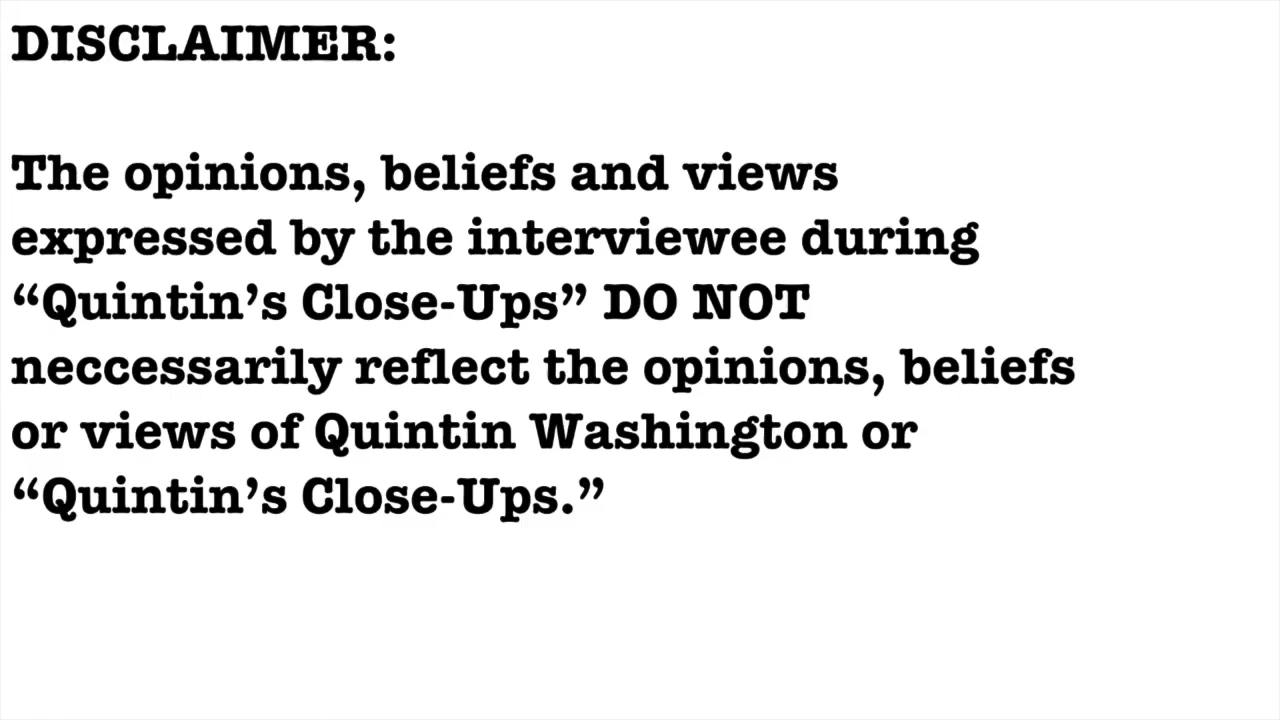 DISCLAIMER:
The opinions, beliefs and views
expressed by the interviewee during
“Quintin’s Close-Ups” DO NOT
neccessarily reflect the opinions, beliefs
or views of Quintin Washington or
“Quintin’s Close-Ups.”